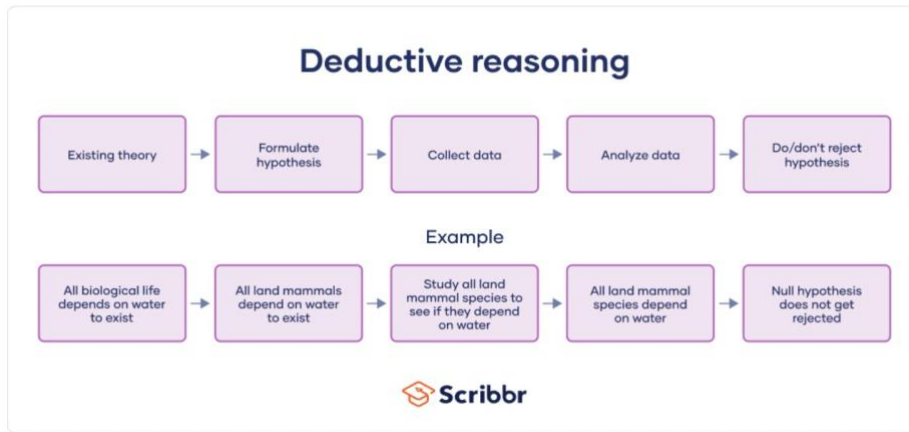 Deductive reasoning
Existing theory
Formulate
hypothesis
Collect data
Analyze data
Do/don't reject
hypothesis
Example
All biological life
depends on water
to exist
All land mammals
depend on water
to exist
Study all land
mammal species to
see if they depend
on water
All land mammal
species depend
on water
Null hypothesis
does not get
rejected
Scribbr